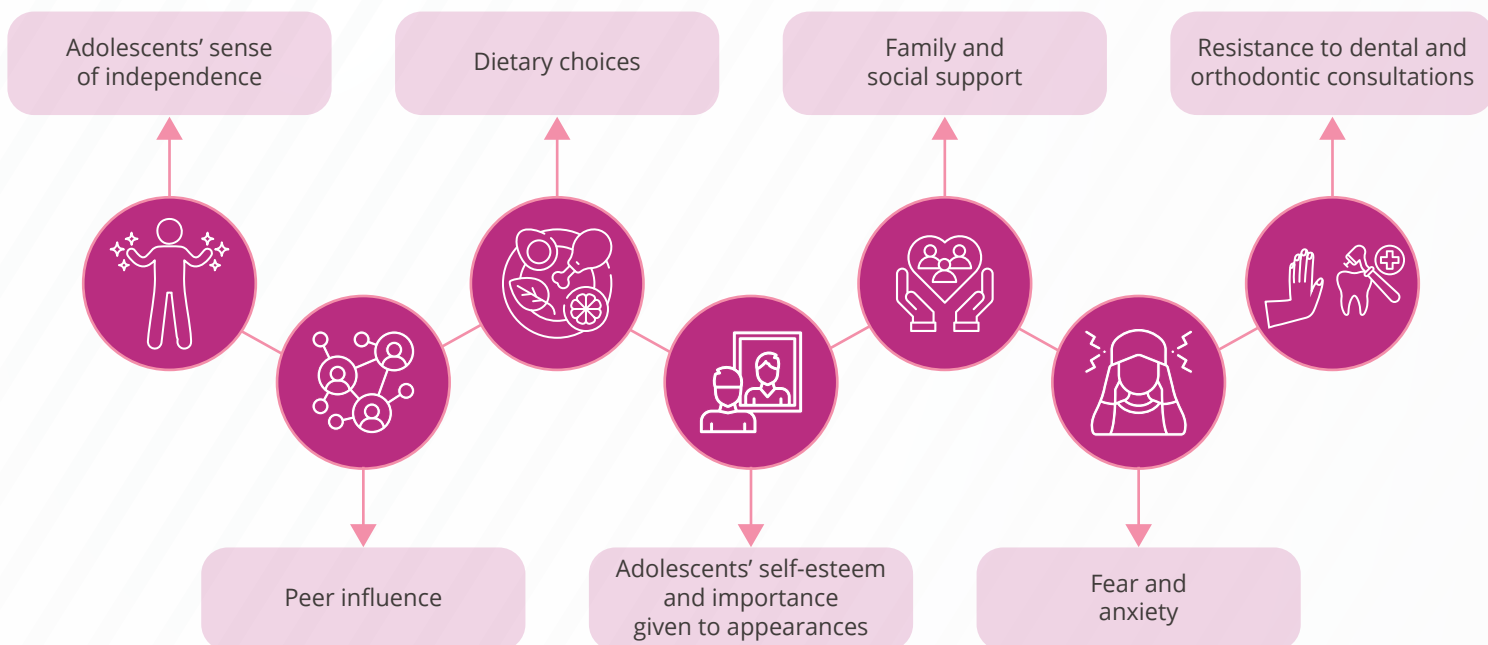 Adolescents’ sense
of independence
Dietary choices
Family and
social support
Resistance to dental and
orthodontic consultations
Peer influence
Adolescents’ self-esteem
and importance
given to appearances
Fear and
anxiety